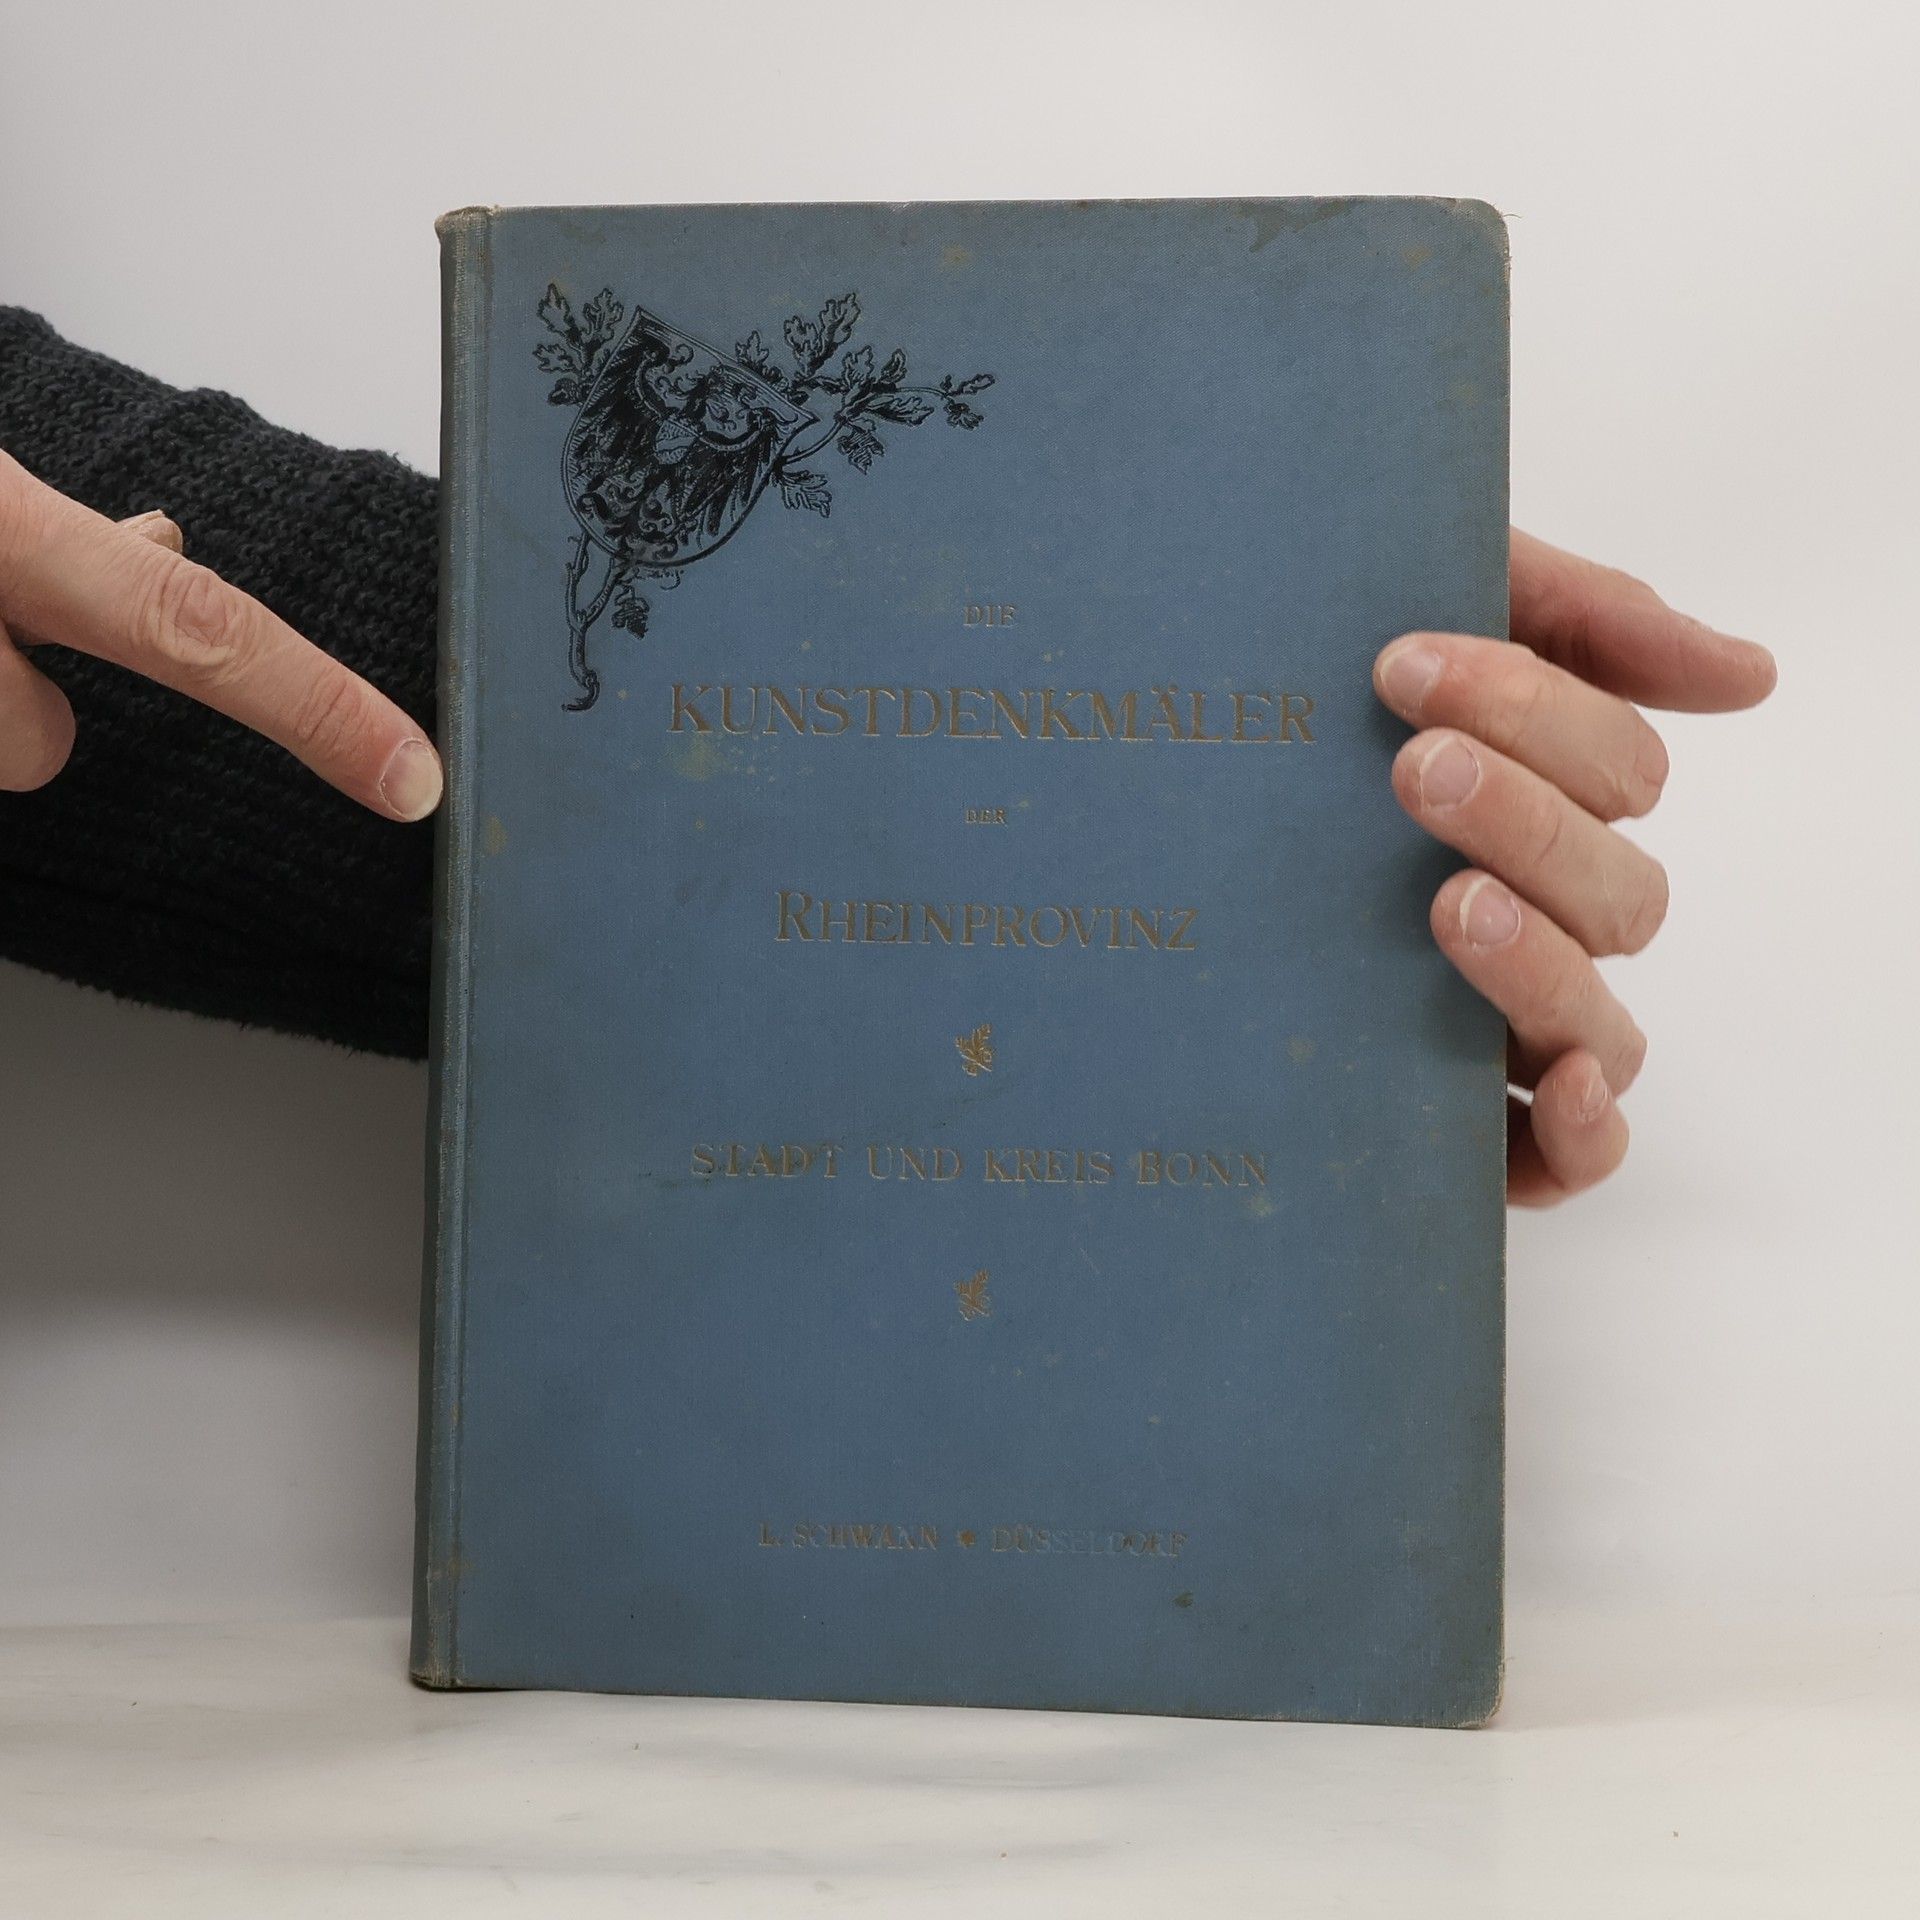 DIE
KUNSTDENKMÄLER
DER
RHEINPROVINZ
STADT UND KREIS BONN
L. SCHWANN * DÜSSELDORF